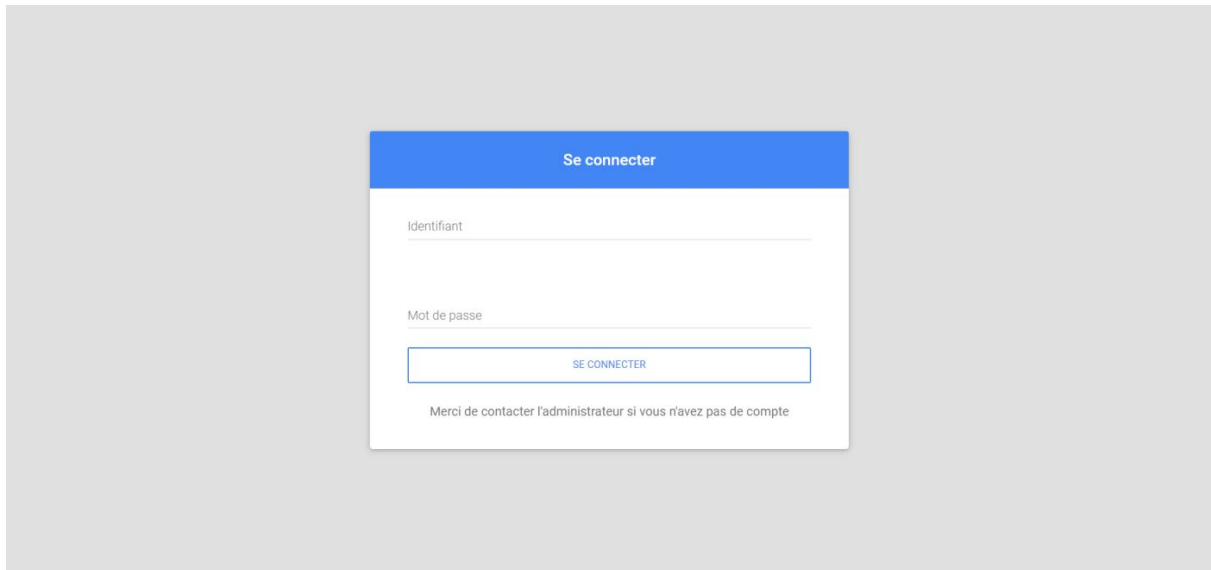 Se connecter
Identifiant
Mot de passe
SE CONNECTER
Merci de contacter l'administrateur si vous n'avez pas de compte